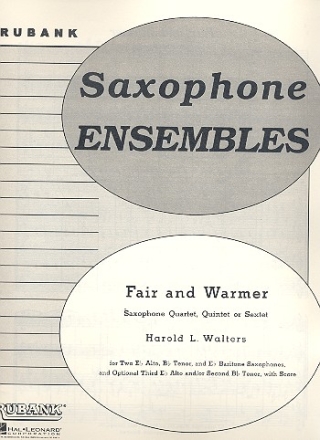 RUBANK
Saxophone
ENSEMBLES
Fair and Warmer
Saxophone Quartet, Quintet or Sextet
Harold L. Walters
for Two E♭ Alto, B♭ Tenor, and E♭ Baritone Saxophones,
and Optional Third E♭ Alto and/or Second B♭ Tenor, with Score
RUBANK
HAL•LEONARD
CORPORATION